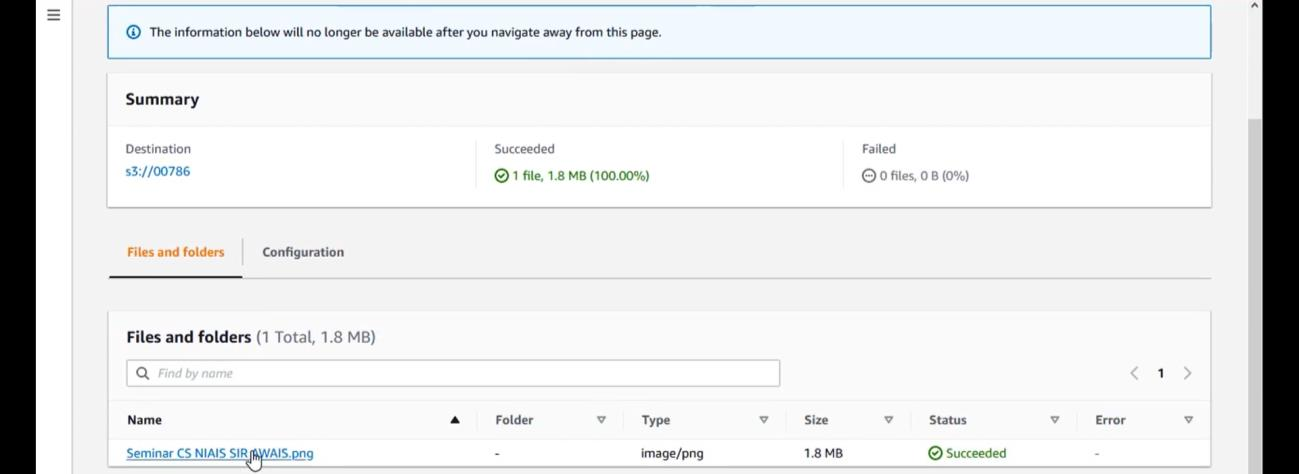 The information below will no longer be available after you navigate away from this page.
Summary
Destination
s3://00786
Succeeded
1 file, 1.8 MB (100.00%)
Failed
0 files, 0 B (0%)
Files and folders
Configuration
Files and folders (1 Total, 1.8 MB)
Find by name
1
Name Folder Type Size Status Error
Seminar CS NIAIS SIR AWAIS.png - image/png 1.8 MB Succeeded -